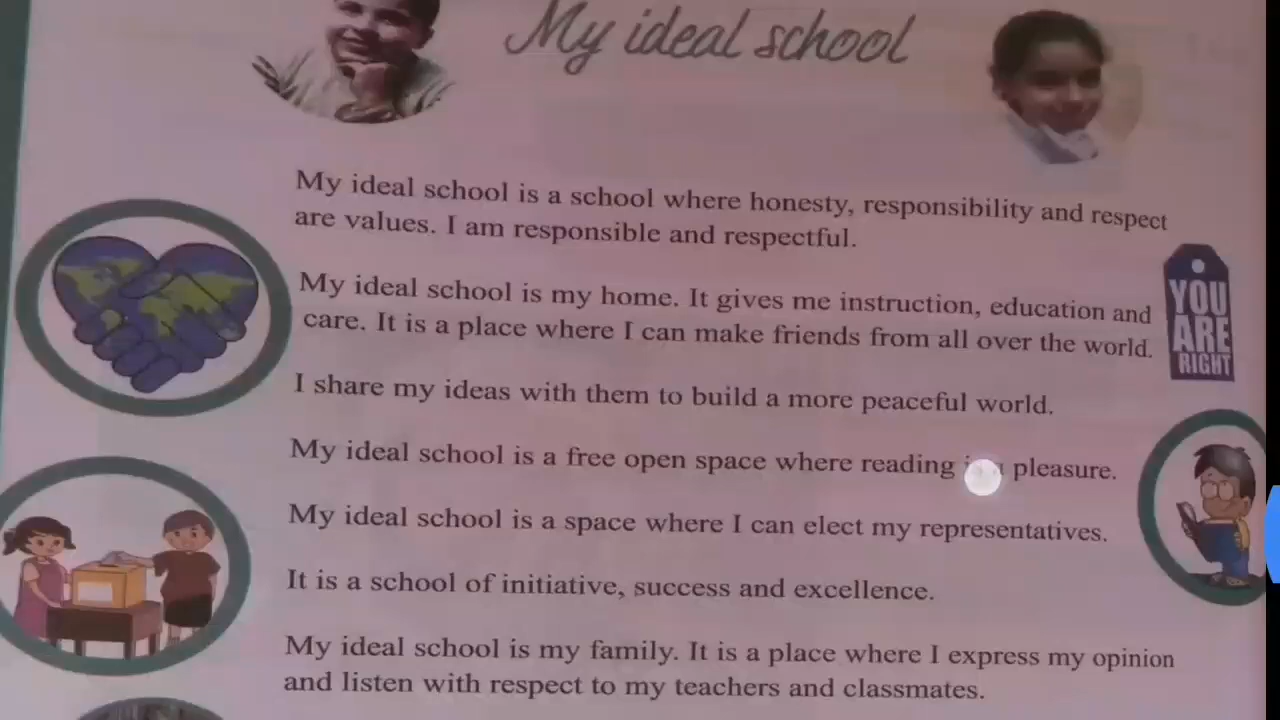 My ideal school
My ideal school is a school where honesty, responsibility and respect
are values. I am responsible and respectful.
My ideal school is my home. It gives me instruction, education and
care. It is a place where I can make friends from all over the world.
YOU
ARE
RIGHT
I share my ideas with them to build a more peaceful world.
My ideal school is a free open space where reading pleasure.
My ideal school is a space where I can elect my representatives.
It is a school of initiative, success and excellence.
My ideal school is my family. It is a place where I express my opinion
and listen with respect to my teachers and classmates.